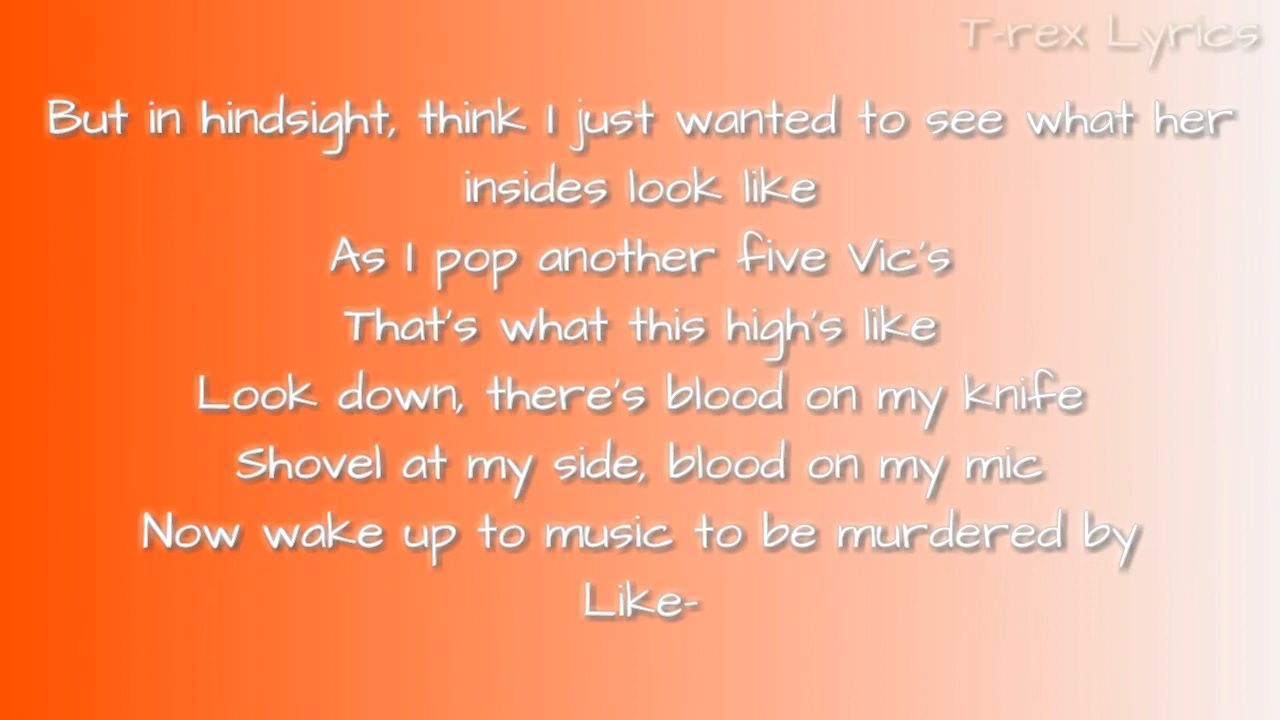 T-rex Lyrics
But in hindsight, think I just wanted to see what her
insides look like
As I pop another five Vic's
That's what this high's like
Look down, there's blood on my knife
Shovel at my side, blood on my mic
Now wake up to music to be murdered by
Like-